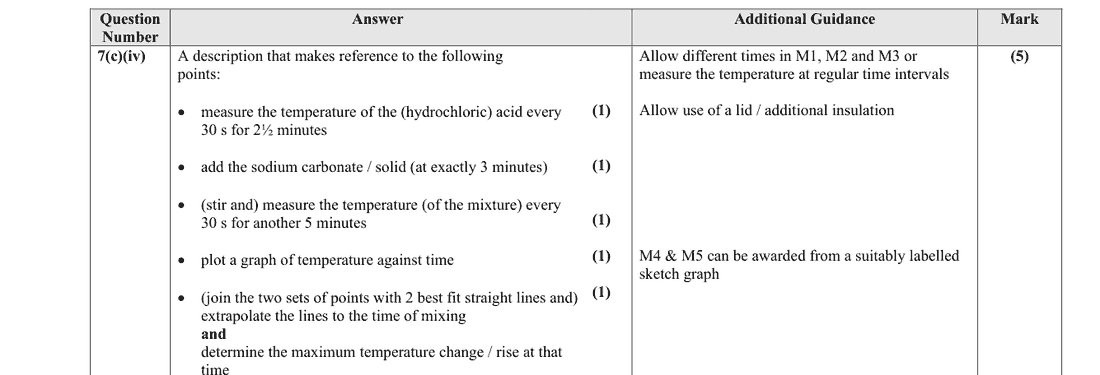 Question Number
Answer
Additional Guidance
Mark
7(c)(iv)
A description that makes reference to the following
points:
• measure the temperature of the (hydrochloric) acid every (1)
30 s for 2½ minutes
• add the sodium carbonate / solid (at exactly 3 minutes) (1)
• (stir and) measure the temperature (of the mixture) every
30 s for another 5 minutes (1)
• plot a graph of temperature against time (1)
• (join the two sets of points with 2 best fit straight lines and) (1)
extrapolate the lines to the time of mixing
and
determine the maximum temperature change / rise at that
time
Allow different times in M1, M2 and M3 or
measure the temperature at regular time intervals
Allow use of a lid / additional insulation
M4 & M5 can be awarded from a suitably labelled
sketch graph
(5)